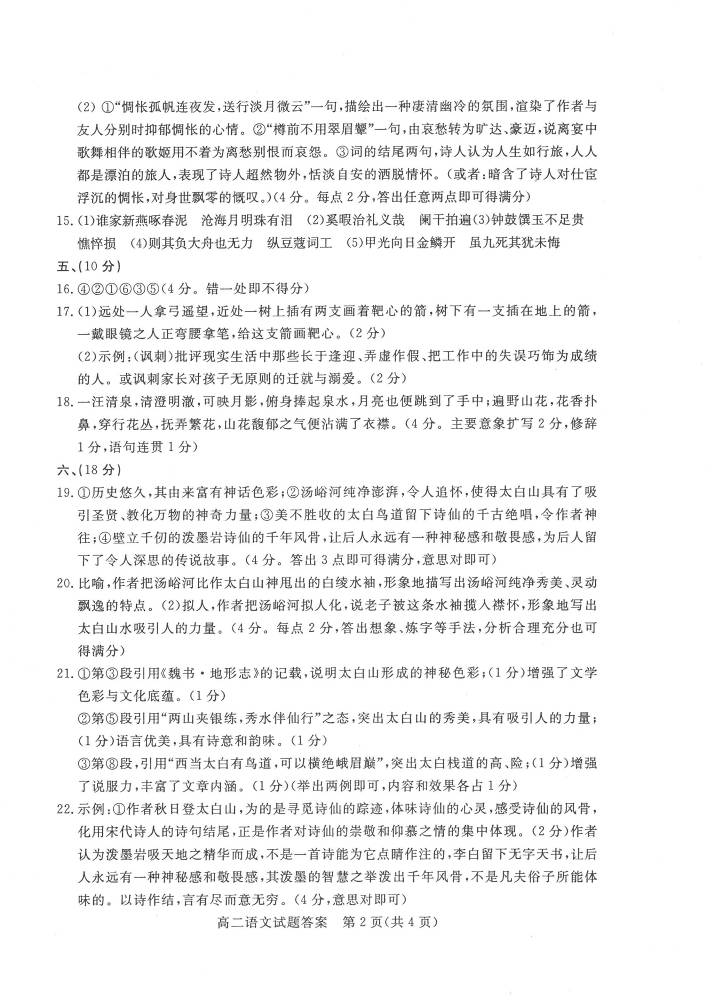 (2) ①“惆怅孤帆连夜发,送行淡月微云”一句,描绘出一种凄清幽冷的氛围,渲染了作者与
友人分别时抑郁惆怅的心情。②“樽前不用翠眉颦”一句,由哀愁转为旷达、豪迈,说离宴中
歌舞相伴的歌姬用不着为离愁别恨而哀怨。③词的结尾两句,诗人认为人生如行旅,人人
都是漂泊的旅人,表现了诗人超然物外,恬淡自安的洒脱情怀。(或者:暗含了诗人对仕宦
浮沉的惆怅,对身世飘零的慨叹。)(4分。每点2分,答出任意两点即可得满分)
15.(1)谁家新燕啄春泥 沧海月明珠有泪 (2)奚暇治礼义哉 阑干拍遍(3)钟鼓馔玉不足贵
憔悴损 (4)则其负大舟也无力 纵豆蔻词工 (5)甲光向日金鳞开 虽九死其犹未悔
五、(10分)
16.④②①⑥③⑤(4分。错一处即不得分)
17.(1)远处一人拿弓遥望,近处一树上插有两支画着靶心的箭,树下有一支插在地上的箭,
一戴眼镜之人正弯腰拿笔,给这支箭画靶心。(2分)
(2)示例:(讽刺)批评现实生活中那些长于逢迎、弄虚作假、把工作中的失误巧饰为成绩
的人。或讽刺家长对孩子无原则的迁就与溺爱。(2分)
18.一汪清泉,清澄明澈,可映月影,俯身捧起泉水,月亮也便跳到了手中;遍野山花,花香扑
鼻,穿行花丛,抚弄繁花,山花馥郁之气便沾满了衣襟。(4分。主要意象扩写2分,修辞
1分,语句连贯1分)
六、(18分)
19.①历史悠久,其由来富有神话色彩;②汤峪河纯净澎湃,令人追怀,使得太白山具有了吸
引圣贤、教化万物的神奇力量;③美不胜收的太白鸟道留下诗仙的千古绝唱,令作者神
往;④壁立千仞的泼墨岩诗仙的千年风骨,让后人永远有一种神秘感和敬畏感,为后人留
下了令人深思的传说故事。(4分。答出3点即可得满分,意思对即可)
20.比喻,作者把汤峪河比作太白山神甩出的白绫水袖,形象地描写出汤峪河纯净秀美、灵动
飘逸的特点。(2)拟人,作者把汤峪河拟人化,说老子被这条水袖揽人襟怀,形象地写出
太白山水吸引人的力量。(4分。每点2分,答出想象、炼字等手法,分析合理充分也可
得满分)
21.①第③段引用《魏书·地形志》的记载,说明太白山形成的神秘色彩;(1分)增强了文学
色彩与文化底蕴。(1分)
②第⑤段引用“两山夹银练,秀水伴仙行”之态,突出太白山的秀美,具有吸引人的力量;
(1分)语言优美,具有诗意和韵味。(1分)
③第⑧段,引用“西当太白有鸟道,可以横绝峨眉巅”,突出太白栈道的高、险;(1分)增强
了说服力,丰富了文章内涵。(1分)(举出两例即可,内容和效果各占1分)
22.示例:①作者秋日登太白山,为的是寻觅诗仙的踪迹,体味诗仙的心灵,感受诗仙的风骨,
化用宋代诗人的诗句结尾,正是作者对诗仙的崇敬和仰慕之情的集中体现。(2分)作者
认为泼墨岩吸天地之精华而成,不是一首诗能为它点睛作注的,李白留下无字天书,让后
人永远有一种神秘感和敬畏感,其泼墨的智慧之举泼出千年风骨,不是凡夫俗子所能体
味的。以诗作结,言有尽而意无穷。(4分,意思对即可)
高二语文试题答案 第2页(共4页)